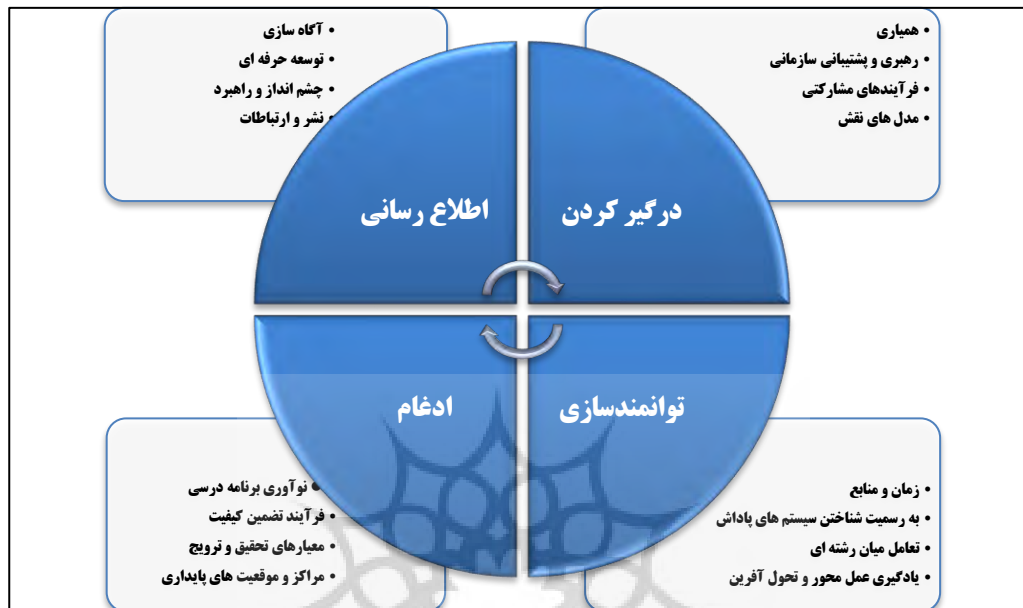 • همیاری
• رهبری و پشتیبانی سازمانی
• فرآیندهای مشارکتی
• مدل های نقش
• آگاه سازی
• توسعه حرفه ای
• چشم انداز و راهبرد
• نشر و ارتباطات
درگیر کردن
اطلاع رسانی
توانمندسازی
ادغام
• زمان و منابع
• به رسمیت شناختن سیستم های پاداش
• تعامل میان رشته ای
• یادگیری عمل محور و تحول آفرین
• نوآوری برنامه درسی
• فرآیند تضمین کیفیت
• معیارهای تحقیق و ترویج
• مراکز و موقعیت های پایداری